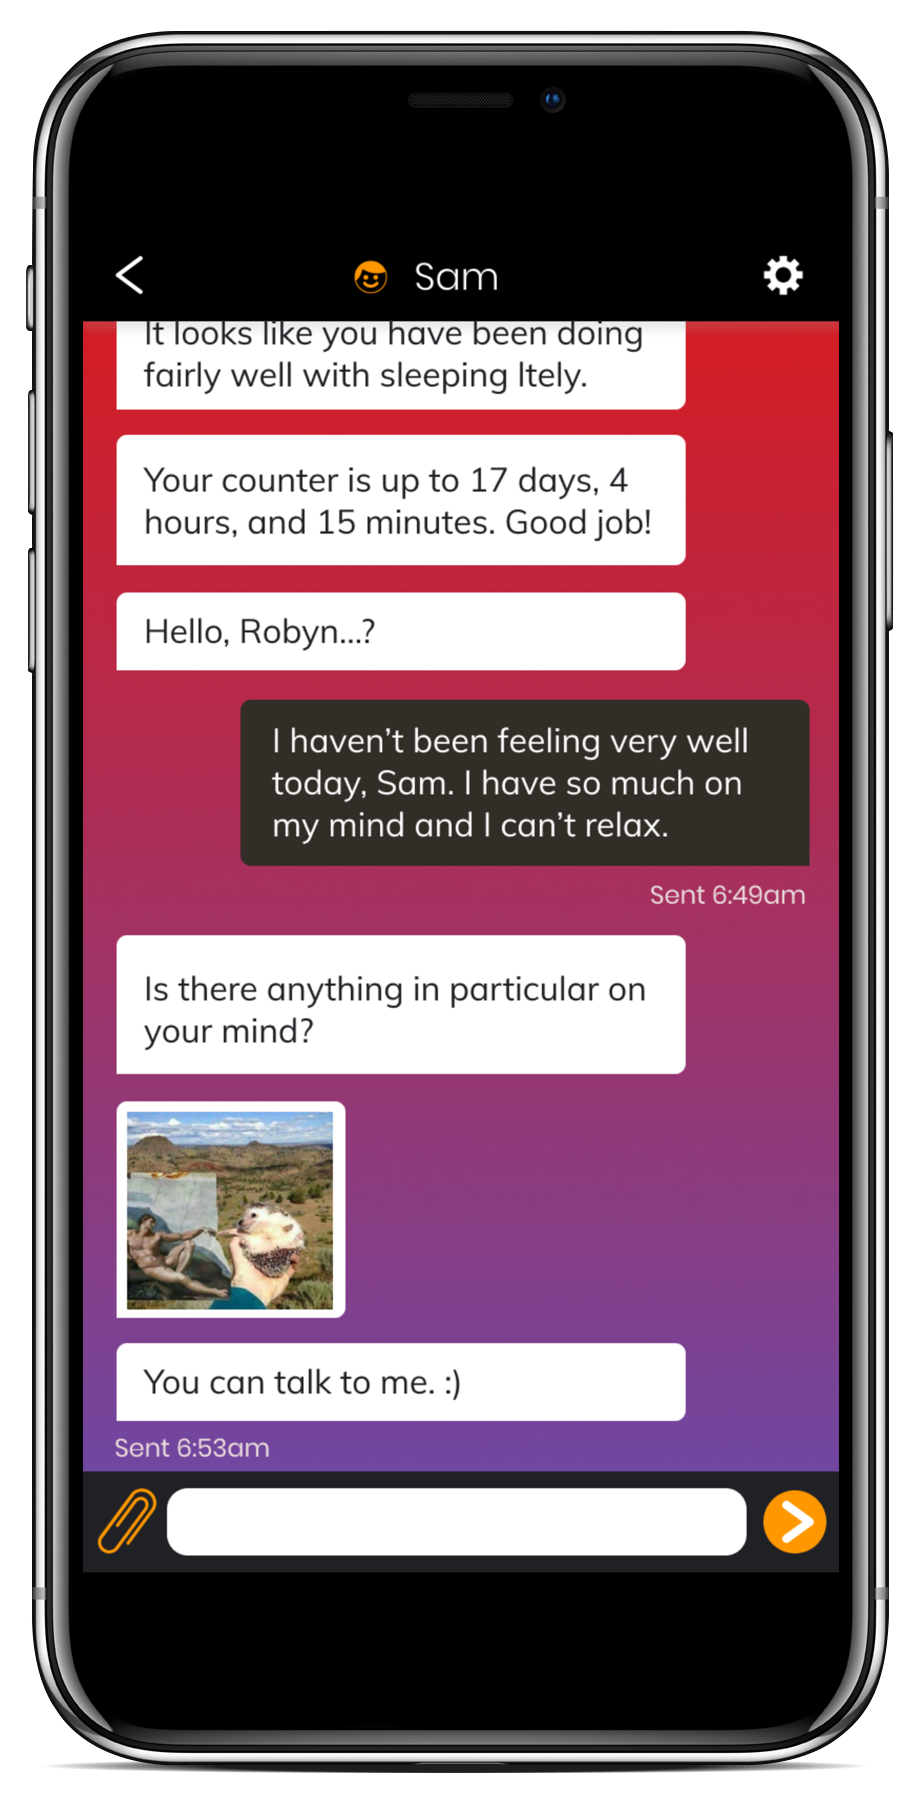 Sam
It looks like you have been doing
fairly well with sleeping ltely.
Your counter is up to 17 days, 4
hours, and 15 minutes. Good job!
Hello, Robyn...?
I haven’t been feeling very well
today, Sam. I have so much on
my mind and I can’t relax.
Sent 6:49am
Is there anything in particular on
your mind?
You can talk to me. :)
Sent 6:53am